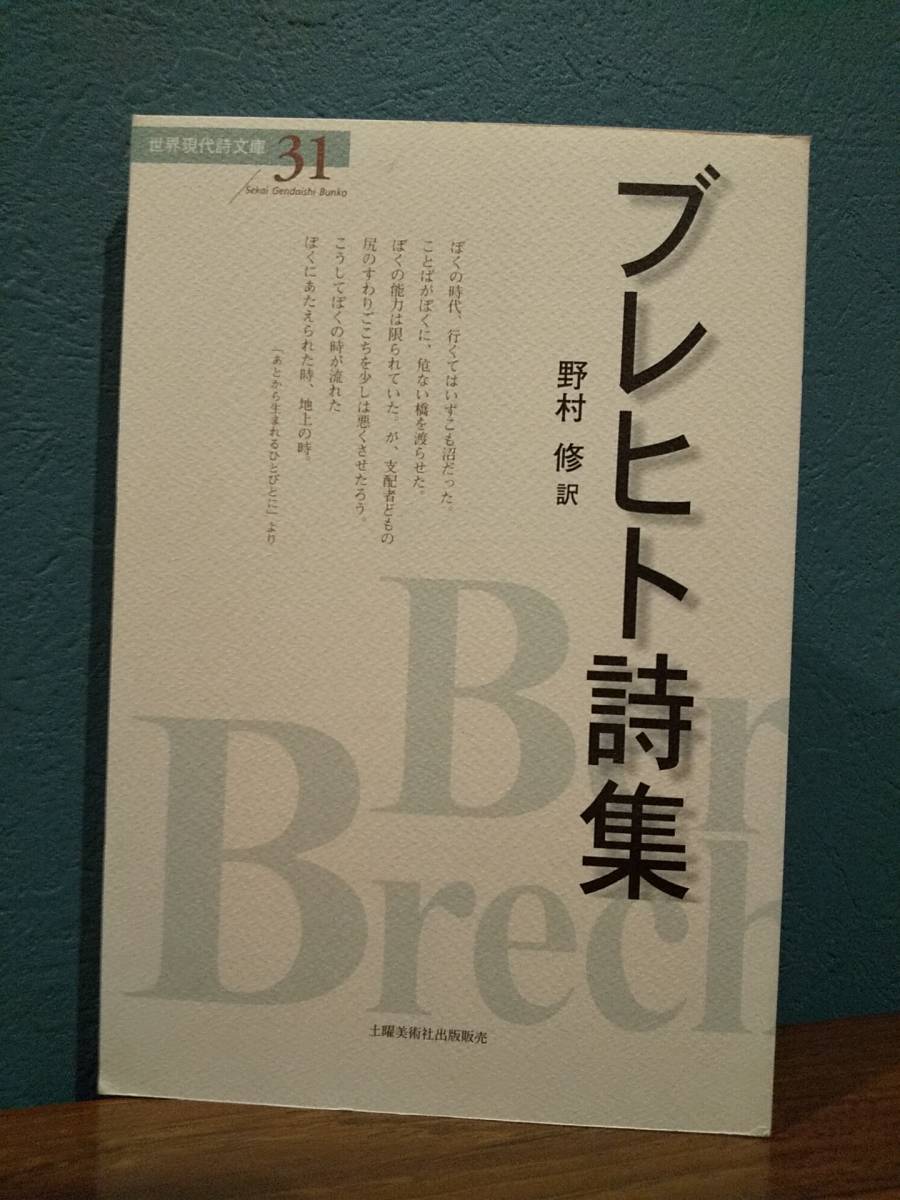 世界現代詩文庫
31
Sekai Gendaishi Bunko
ブレヒト詩集
野村 修 訳
ぼくの時代、行くてはいずこも沼だった。
ことばがぼくに、危ない橋を渡らせた。
ぼくの能力は限られていた。が、支配者どもの
尻のすわりごこちを少しは悪くさせたろう。
こうしてぼくの時が流れた
ぼくにあたえられた時、地上の時。
「あとから生まれるひとびとに」より
Ber
Brech
土曜美術社出版販売